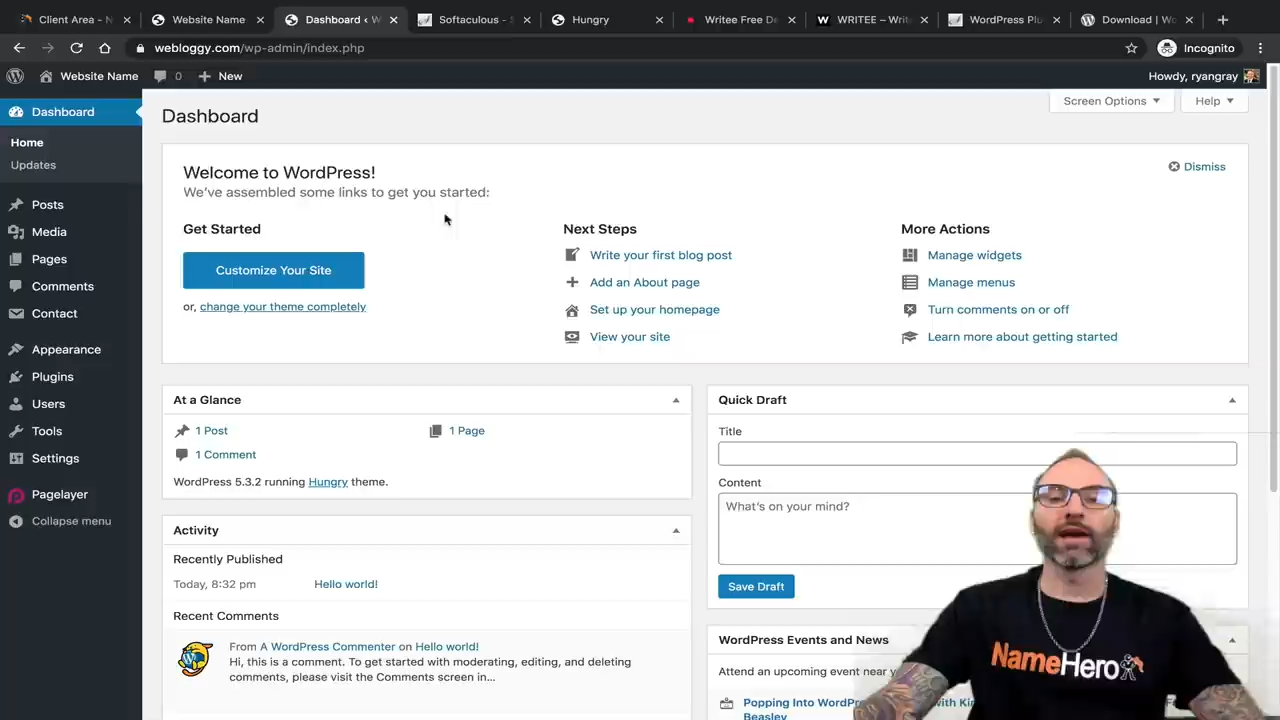 Client Area - N
Website Name
Dashboard ‹ W
Softaculous - S
Hungry
Writee Free De
WRITEE – Write
WordPress Plu
Download | Wo
webloggy.com/wp-admin/index.php
Incognito
Website Name
0
New
Howdy, ryangray
Dashboard
Home
Updates
Posts
Media
Pages
Comments
Contact
Appearance
Plugins
Users
Tools
Settings
Pagelayer
Collapse menu
Dashboard
Screen Options
Help
Welcome to WordPress!
We've assembled some links to get you started:
Dismiss
Get Started
Customize Your Site
or, change your theme completely
Next Steps
Write your first blog post
Add an About page
Set up your homepage
View your site
More Actions
Manage widgets
Manage menus
Turn comments on or off
Learn more about getting started
At a Glance
1 Post
1 Page
1 Comment
WordPress 5.3.2 running Hungry theme.
Activity
Recently Published
Today, 8:32 pm
Hello world!
Recent Comments
From A WordPress Commenter on Hello world!
Hi, this is a comment. To get started with moderating, editing, and deleting
comments, please visit the Comments screen in...
Quick Draft
Title
Content
What's on your mind?
Save Draft
WordPress Events and News
Attend an upcoming event near
Popping Into WordPre with
Beasley
NameHero